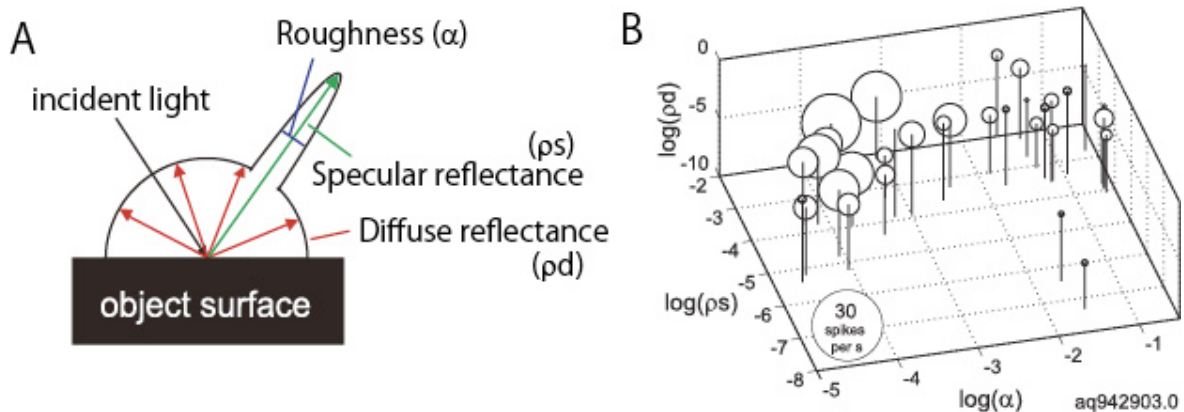 A
Roughness (α)
incident light
(ρs)
Specular reflectance
Diffuse reflectance
(ρd)
object surface
B
0
-5
-10
log(ρd)
-2
-3
-4
-5
-6
-7
-8
log(ρs)
-5
-4
-3
-2
-1
log(α)
30
spikes
per s
aq942903.0